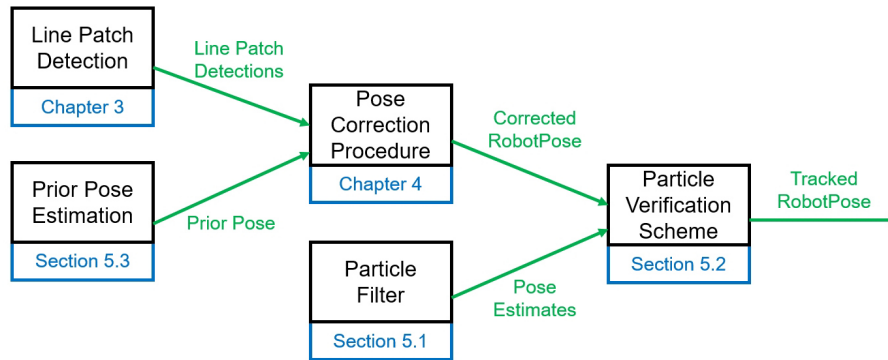 Line Patch
Detection
Chapter 3
Line Patch
Detections
Prior Pose
Estimation
Section 5.3
Prior Pose
Pose
Correction
Procedure
Chapter 4
Corrected
RobotPose
Particle
Filter
Section 5.1
Pose
Estimates
Particle
Verification
Scheme
Section 5.2
Tracked
RobotPose